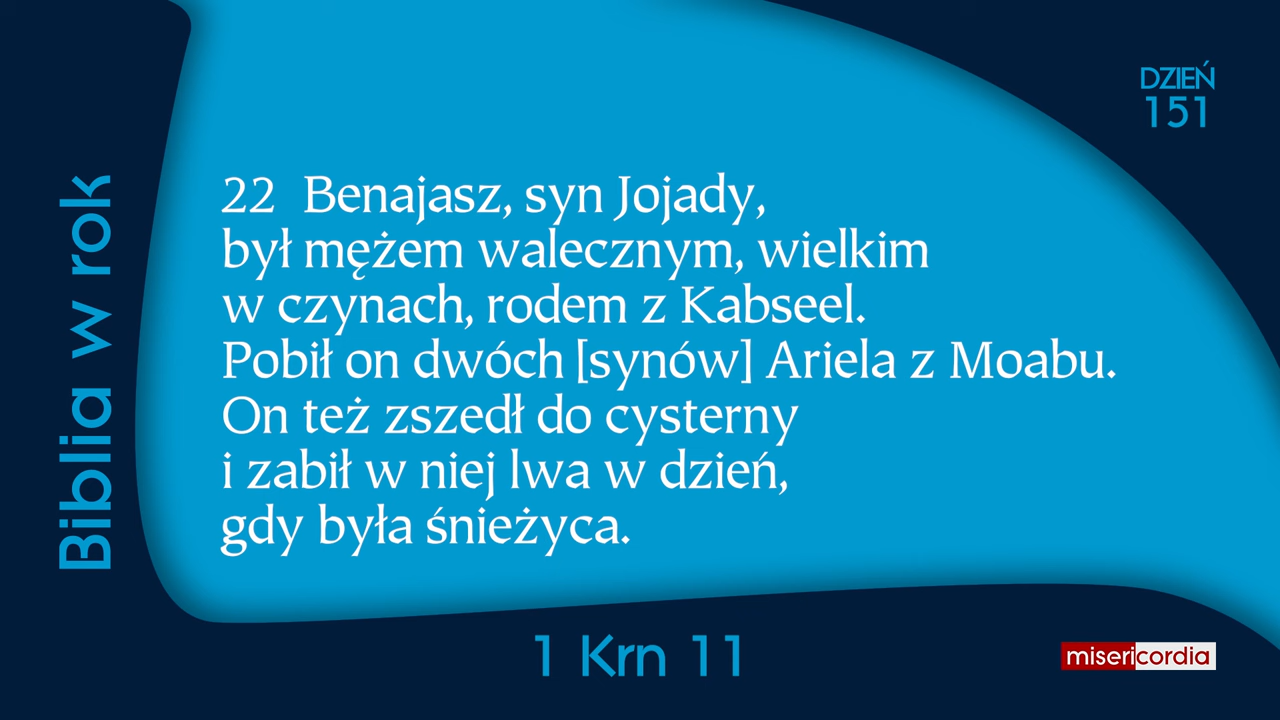 DZIEŃ
151
Biblia w rok
22 Benajasz, syn Jojady,
był mężem walecznym, wielkim
w czynach, rodem z Kabseel.
Pobił on dwóch [synów] Ariela z Moabu.
On też zszedł do cysterny
i zabił w niej lwa w dzień,
gdy była śnieżyca.
1 Krn 11
misericordia